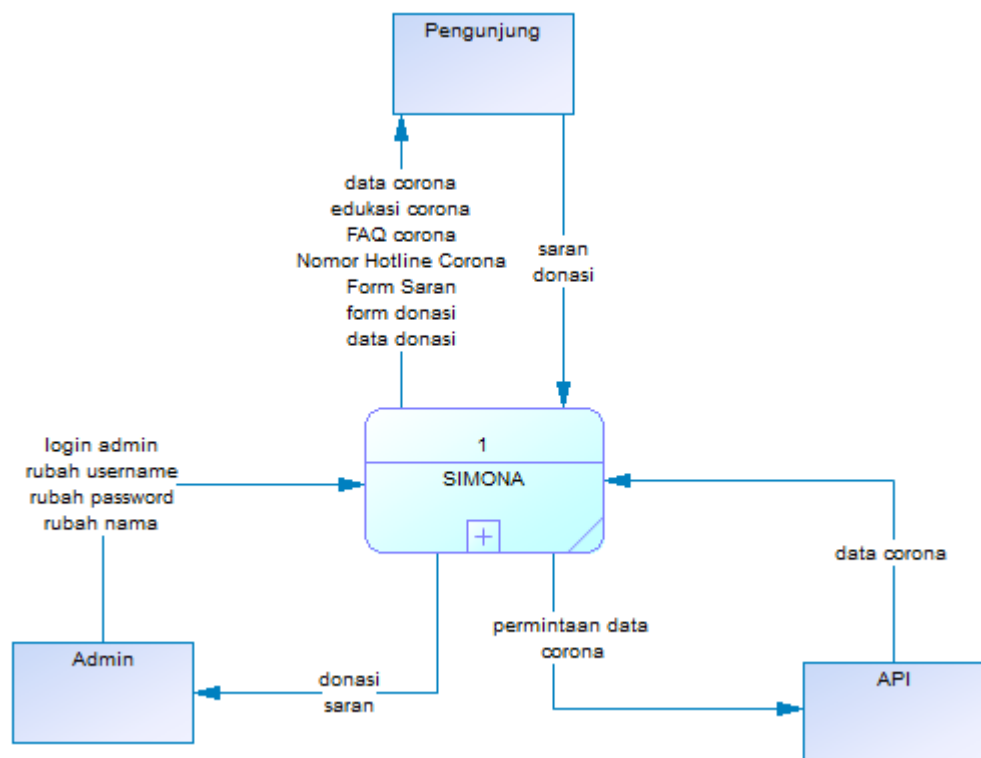 Pengunjung
data corona
edukasi corona
FAQ corona
Nomor Hotline Corona
Form Saran
form donasi
data donasi
saran
donasi
1
SIMONA
login admin
rubah username
rubah password
rubah nama
data corona
permintaan data
corona
Admin
donasi
saran
API